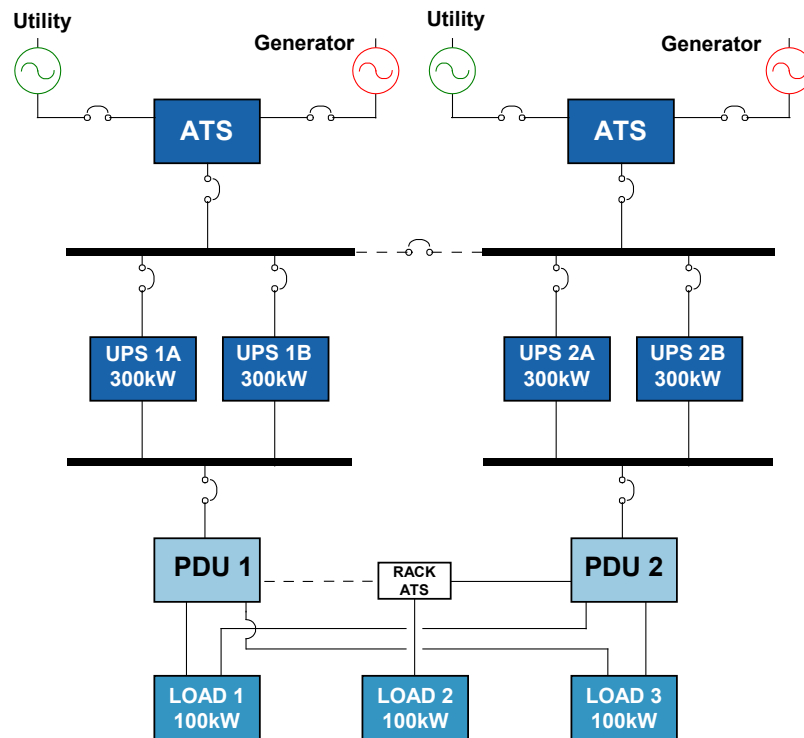 Utility
Generator
Utility
Generator
ATS
ATS
UPS 1A
300kW
UPS 1B
300kW
UPS 2A
300kW
UPS 2B
300kW
PDU 1
RACK
ATS
PDU 2
LOAD 1
100kW
LOAD 2
100kW
LOAD 3
100kW